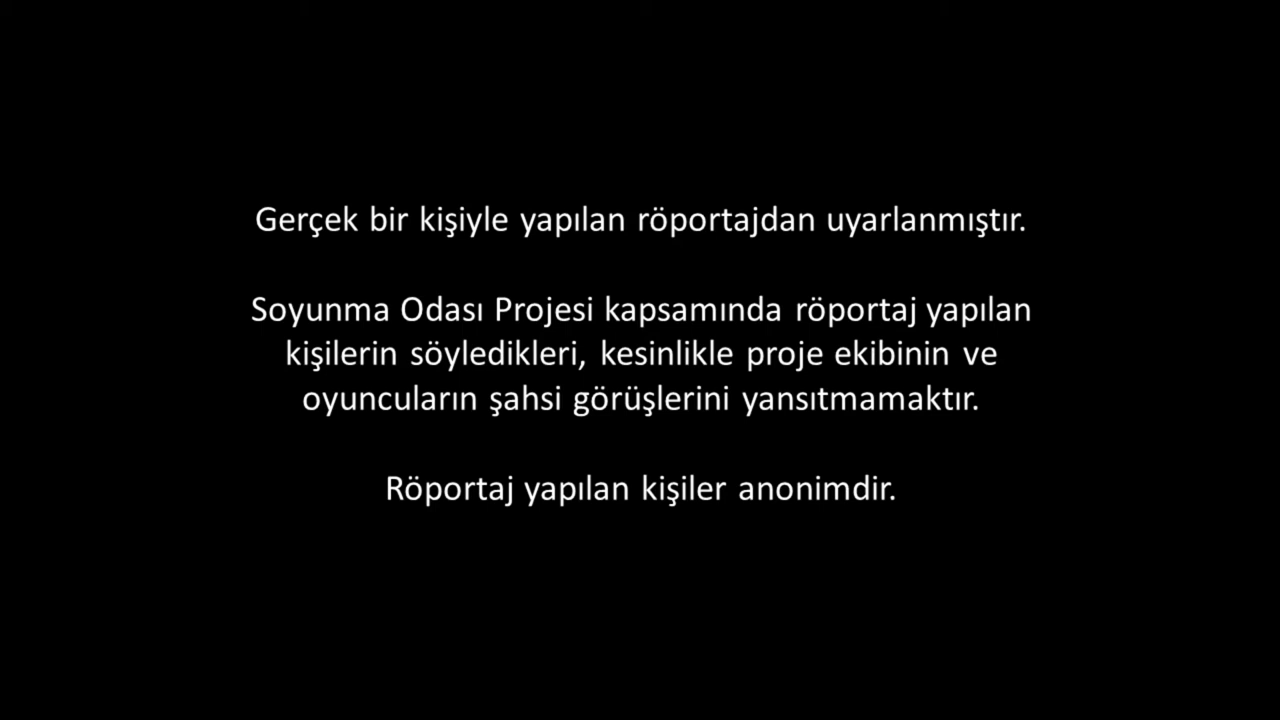 Gerçek bir kişiyle yapılan röportajdan uyarlanmıştır.
Soyunma Odası Projesi kapsamında röportaj yapılan
kişilerin söyledikleri, kesinlikle proje ekibinin ve
oyuncuların şahsi görüşlerini yansıtmamaktır.
Röportaj yapılan kişiler anonimdir.